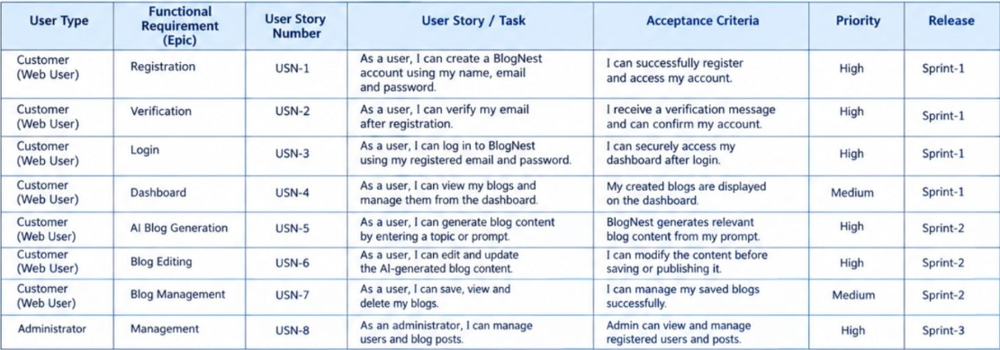 User Type
Functional
Requirement
(Epic)
User Story
Number
User Story / Task
Acceptance Criteria
Priority
Release
Customer
(Web User)
Registration
USN-1
As a user, I can create a BlogNest
account using my name, email
and password.
I can successfully register
and access my account.
High
Sprint-1
Customer
(Web User)
Verification
USN-2
As a user, I can verify my email
after registration.
I receive a verification message
and can confirm my account.
High
Sprint-1
Customer
(Web User)
Login
USN-3
As a user, I can log in to BlogNest
using my registered email and password.
I can securely access my
dashboard after login.
High
Sprint-1
Customer
(Web User)
Dashboard
USN-4
As a user, I can view my blogs and
manage them from the dashboard.
My created blogs are displayed
on the dashboard.
Medium
Sprint-1
Customer
(Web User)
AI Blog Generation
USN-5
As a user, I can generate blog content
by entering a topic or prompt.
BlogNest generates relevant
blog content from my prompt.
High
Sprint-2
Customer
(Web User)
Blog Editing
USN-6
As a user, I can edit and update
the AI-generated blog content.
I can modify the content before
saving or publishing it.
High
Sprint-2
Customer
(Web User)
Blog Management
USN-7
As a user, I can save, view and
delete my blogs.
I can manage my saved blogs
successfully.
Medium
Sprint-2
Administrator
Management
USN-8
As an administrator, I can manage
users and blog posts.
Admin can view and manage
registered users and posts.
High
Sprint-3